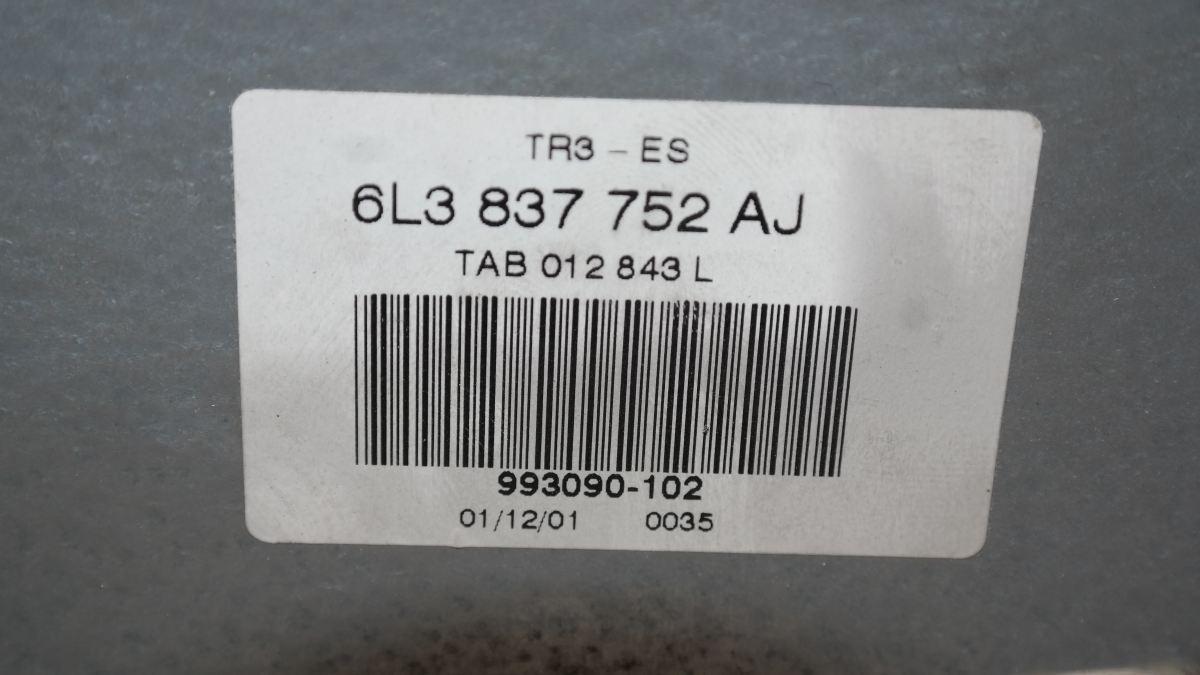 TR3 - ES
6L3 837 752 AJ
TAB 012 843 L
993090-102
01/12/01 0035